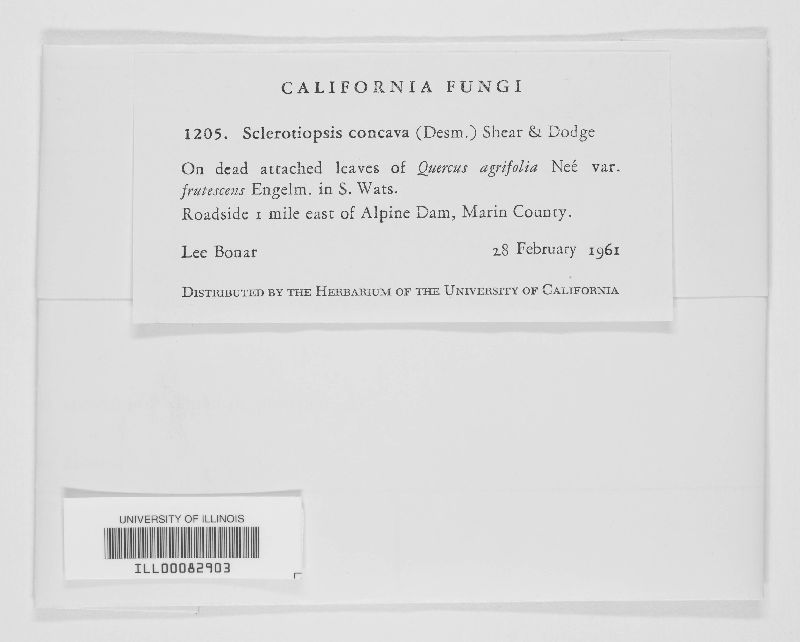 CALIFORNIA FUNGI
1205. Sclerotiopsis concava (Desm.) Shear & Dodge
On dead attached leaves of Quercus agrifolia Neé var.
frutescens Engelm. in S. Wats.
Roadside 1 mile east of Alpine Dam, Marin County.
Lee Bonar 28 February 1961
DISTRIBUTED BY THE HERBARIUM OF THE UNIVERSITY OF CALIFORNIA
UNIVERSITY OF ILLINOIS
ILL00082903